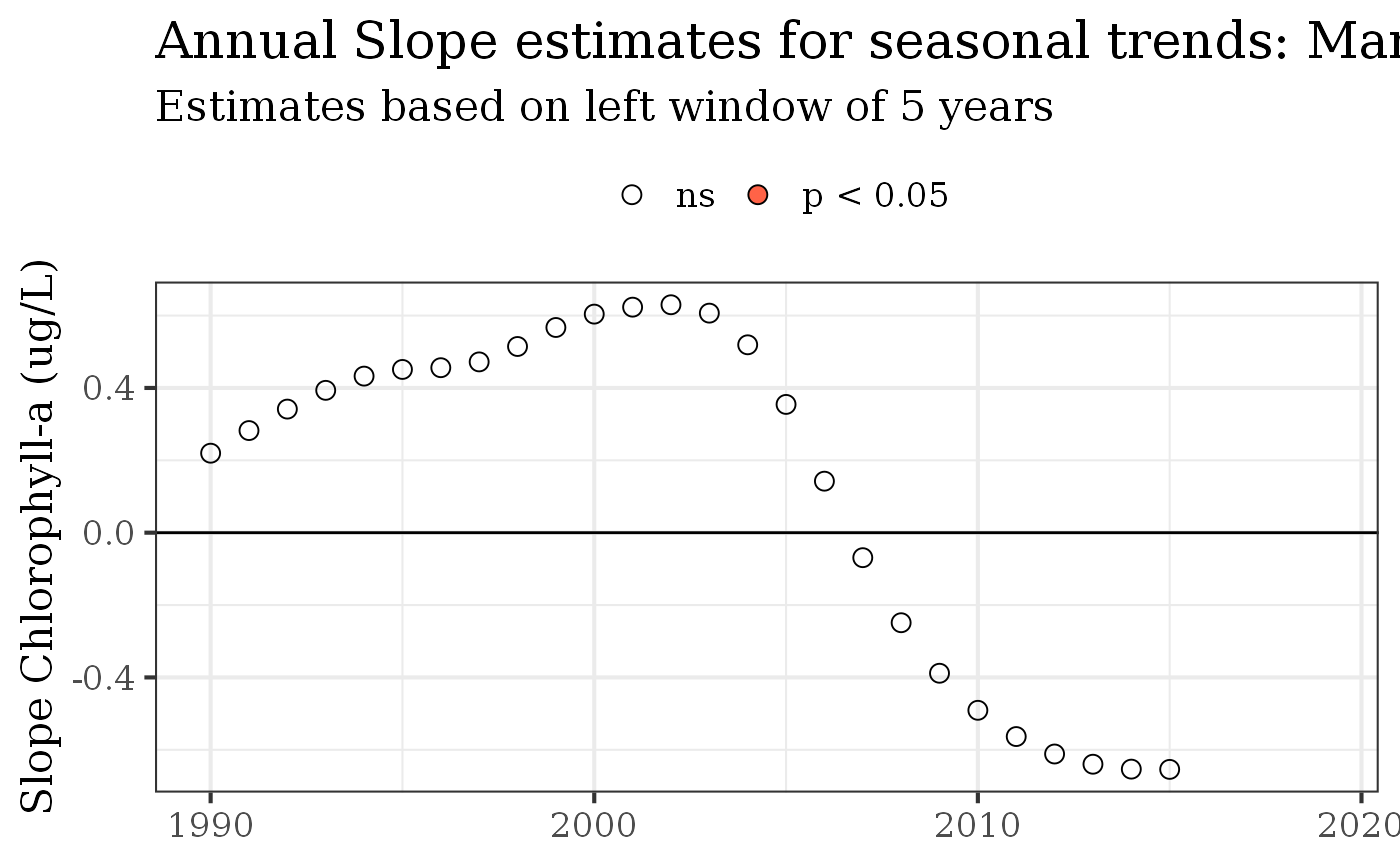 Annual Slope estimates for seasonal trends: Mar
Estimates based on left window of 5 years
ns p < 0.05
Slope Chlorophyll-a (ug/L)
0.4
0.0
-0.4
1990 2000 2010 2020